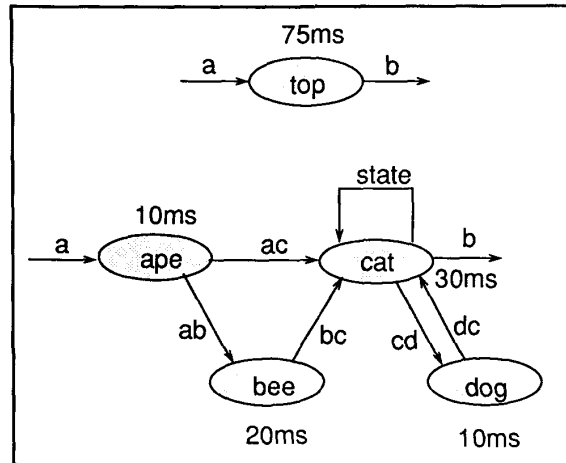 75ms
a top b
state
10ms
a ape ac cat b
30ms
ab bc cd dc
bee dog
20ms 10ms